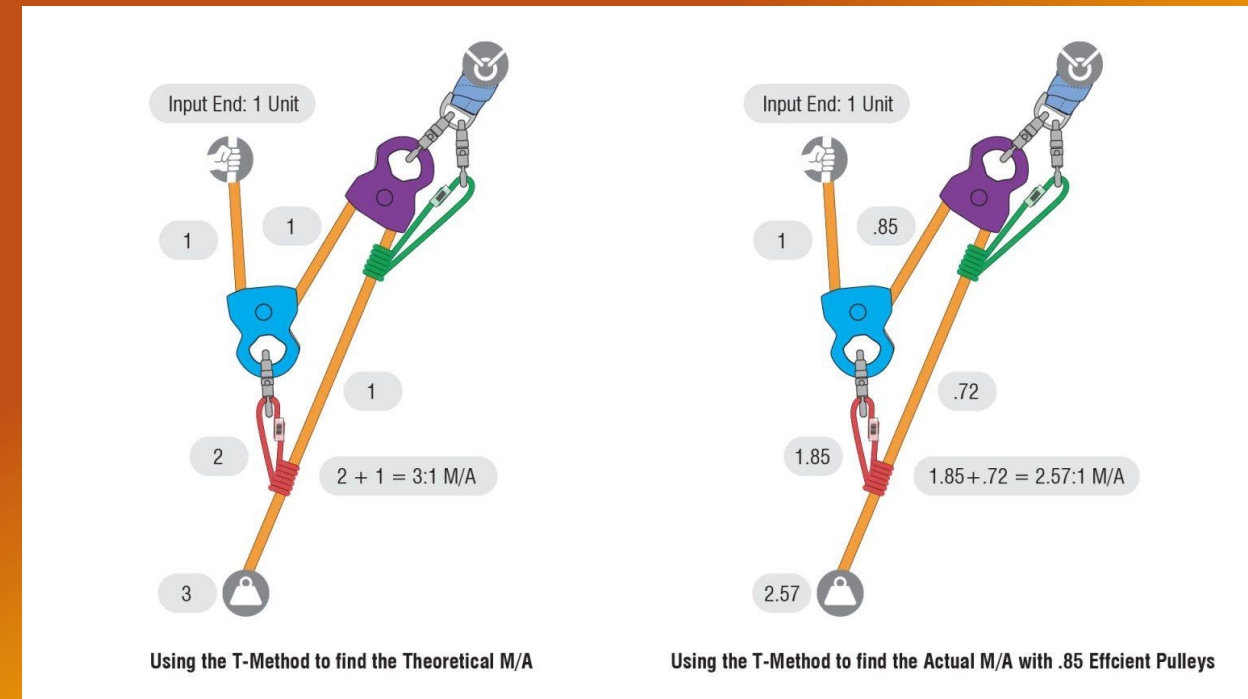 Input End: 1 Unit
1
1
1
2
2 + 1 = 3:1 M/A
3
Using the T-Method to find the Theoretical M/A
Input End: 1 Unit
1
.85
.72
1.85
1.85+.72 = 2.57:1 M/A
2.57
Using the T-Method to find the Actual M/A with .85 Effcient Pulleys